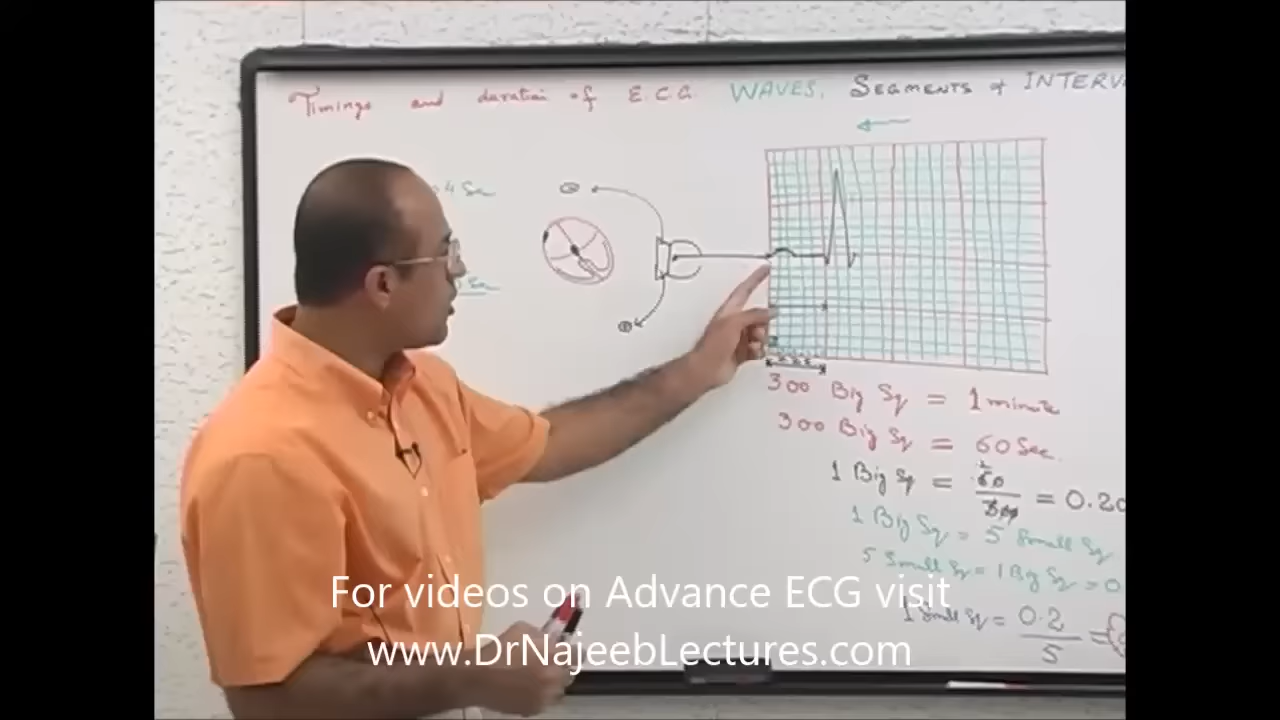 Timings and duration of E.C.G. WAVES, SEGMENTS & INTERV
4 Sec
Sec
300 Big Sq = 1 minute
300 Big Sq = 60 Sec.
1 Big Sq = 60/300 = 0.20
1 Big Sq = 5 Small Sq
5 Small Sq = 1 Big Sq = 0
1 Small Sq = 0.2/5 =
For videos on Advance ECG visit
www.DrNajeebLectures.com